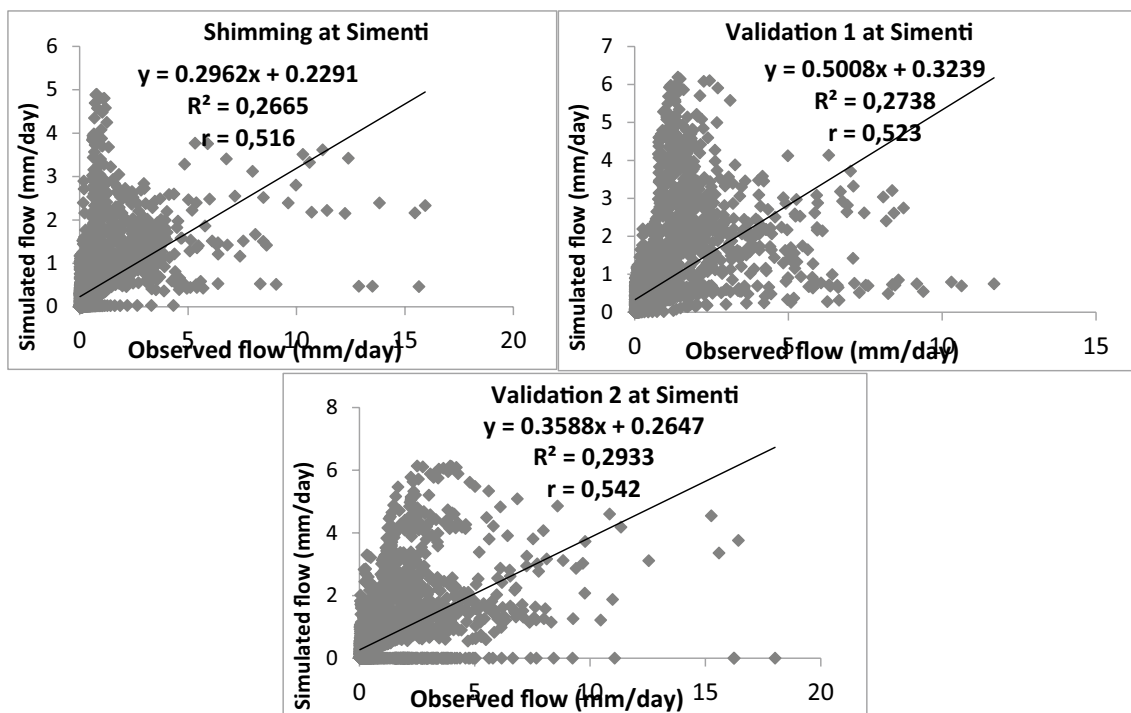 Shimming at Simenti
y = 0.2962x + 0.2291
R² = 0,2665
r = 0,516
Simulated flow (mm/day)
6
5
4
3
2
1
0
0 5 10 15 20
Observed flow (mm/day)
Validation 1 at Simenti
y = 0.5008x + 0.3239
R² = 0,2738
r = 0,523
Simulated flow (mm/day)
7
6
5
4
3
2
1
0
0 5 10 15
Observed flow (mm/day)
Validation 2 at Simenti
y = 0.3588x + 0.2647
R² = 0,2933
r = 0,542
Simulated flow (mm/day)
8
6
4
2
0
0 5 10 15 20
Observed flow (mm/day)